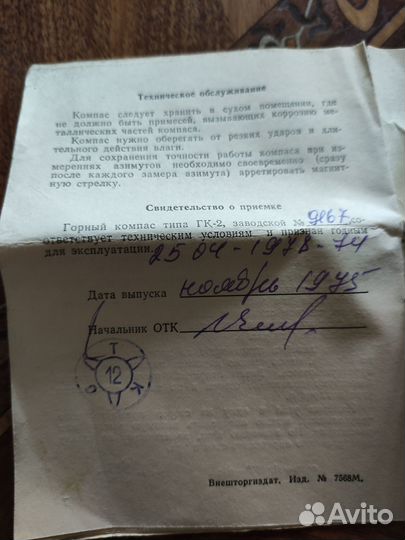 Техническое обслуживание
Компас следует хранить в сухом помещении, где
не должно быть примесей, вызывающих коррозию ме-
таллических частей компаса.
Компас нужно оберегать от резких ударов и дли-
тельного действия влаги.
Для сохранения точности работы компаса при из-
мерениях азимутов необходимо своевременно (сразу
после каждого замера азимута) арретировать магнит-
ную стрелку.
Свидетельство о приемке
Горный компас типа ГК-2, заводской № 9867 со-
ответствует техническим условиям и признан годным
для эксплуатации. 25 04-1978-74
Дата выпуска ноябрь 1975
Начальник ОТК
О Т К
12
Внешторгиздат. Изд. № 7568М.
Avito